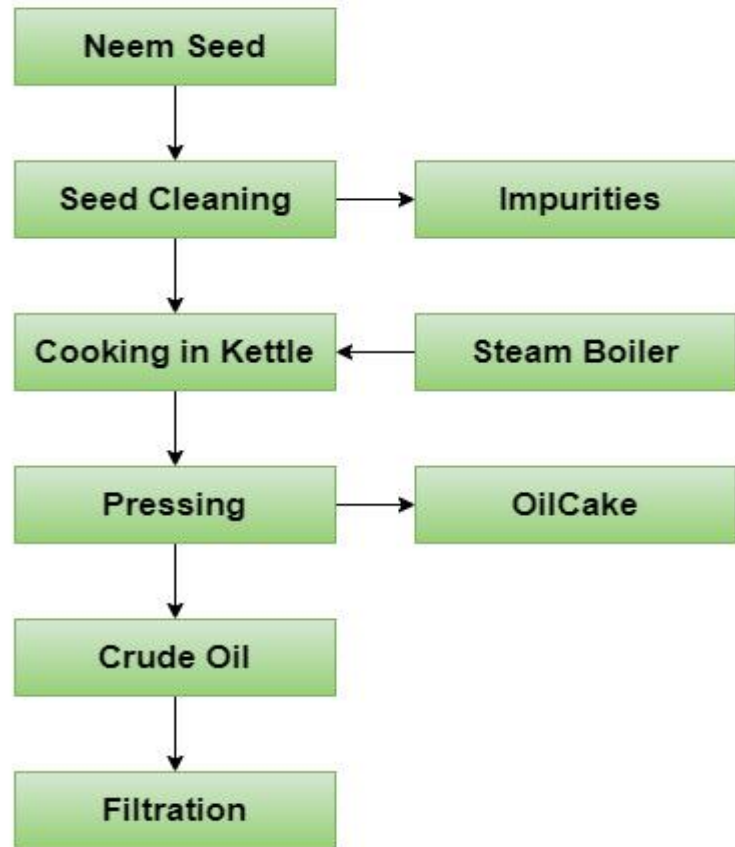 Neem Seed
Seed Cleaning
Impurities
Cooking in Kettle
Steam Boiler
Pressing
OilCake
Crude Oil
Filtration